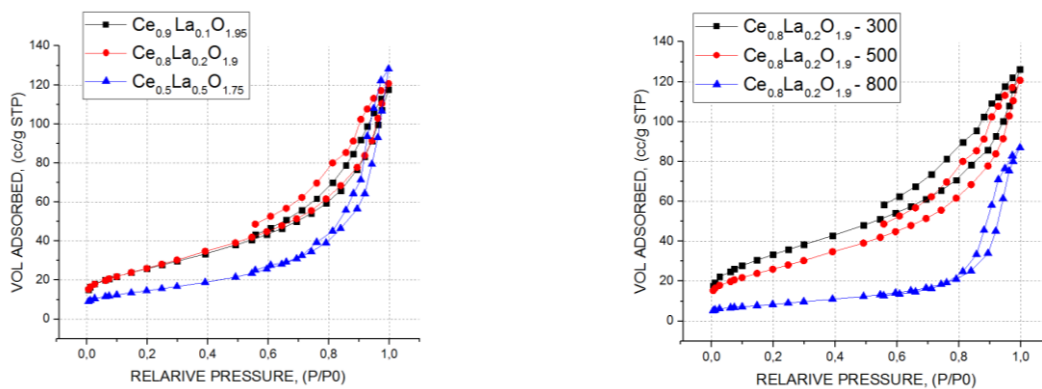 Ce0.9 La0.1O1.95
Ce0.8La0.2O1.9
Ce0.5La0.5O1.75
VOL ADSORBED, (cc/g STP)
140
120
100
80
60
40
20
0
0,0 0,2 0,4 0,6 0,8 1,0
RELARIVE PRESSURE, (P/P0)
Ce0.8La0.2O1.9 - 300
Ce0.8La0.2O1.9 - 500
Ce0.8La0.2O1.9 - 800
VOL ADSORBED, (cc/g STP)
140
120
100
80
60
40
20
0
0,0 0,2 0,4 0,6 0,8 1,0
RELARIVE PRESSURE, (P/P0)